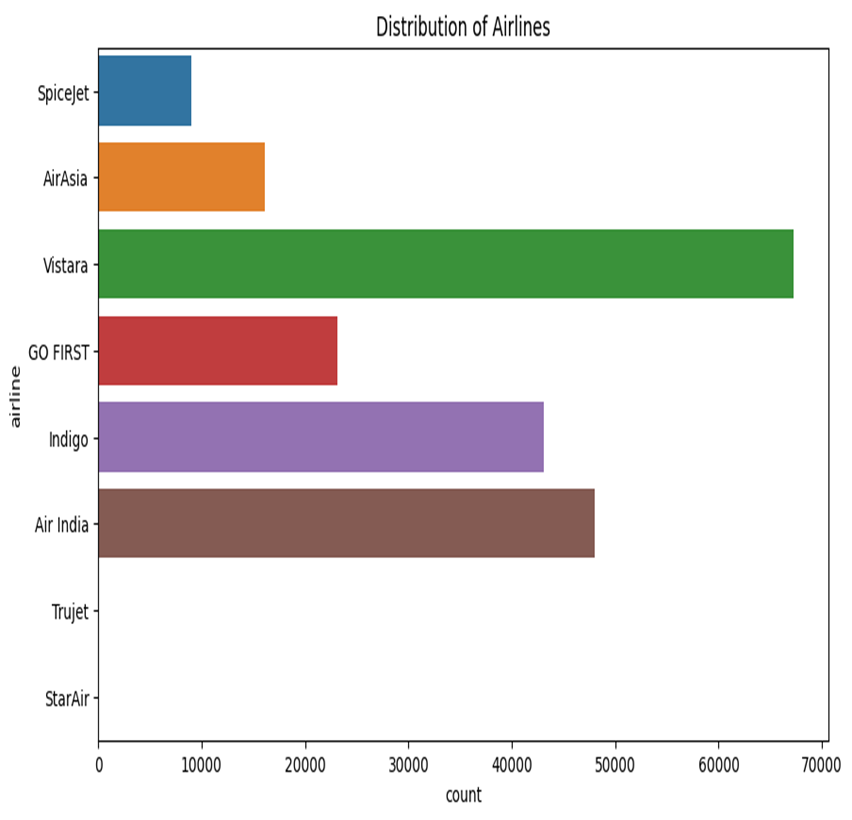 Distribution of Airlines
SpiceJet
AirAsia
Vistara
GO FIRST
Indigo
Air India
Trujet
StarAir
airline
0 10000 20000 30000 40000 50000 60000 70000
count